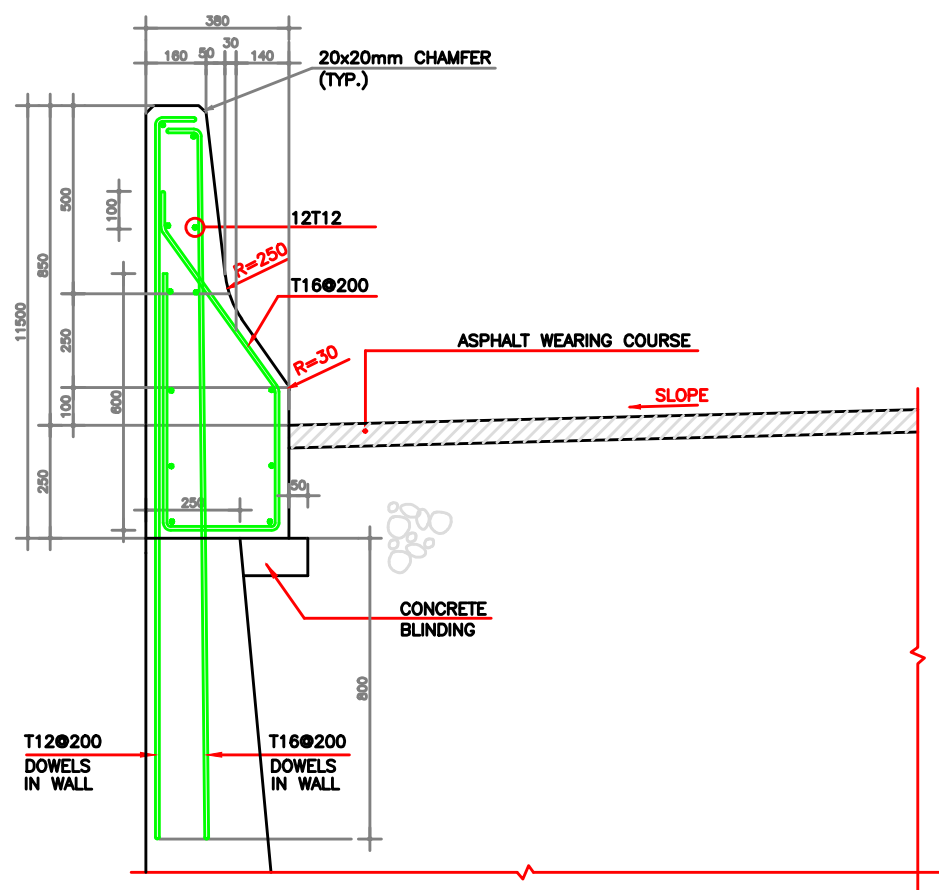 380
30
160
50
140
20x20mm CHAMFER
(TYP.)
500
100
12T12
850
R=250
T16@200
11500
250
ASPHALT WEARING COURSE
R=30
SLOPE
100
600
250
50
250
CONCRETE
BLINDING
800
T12@200
DOWELS
IN WALL
T16@200
DOWELS
IN WALL